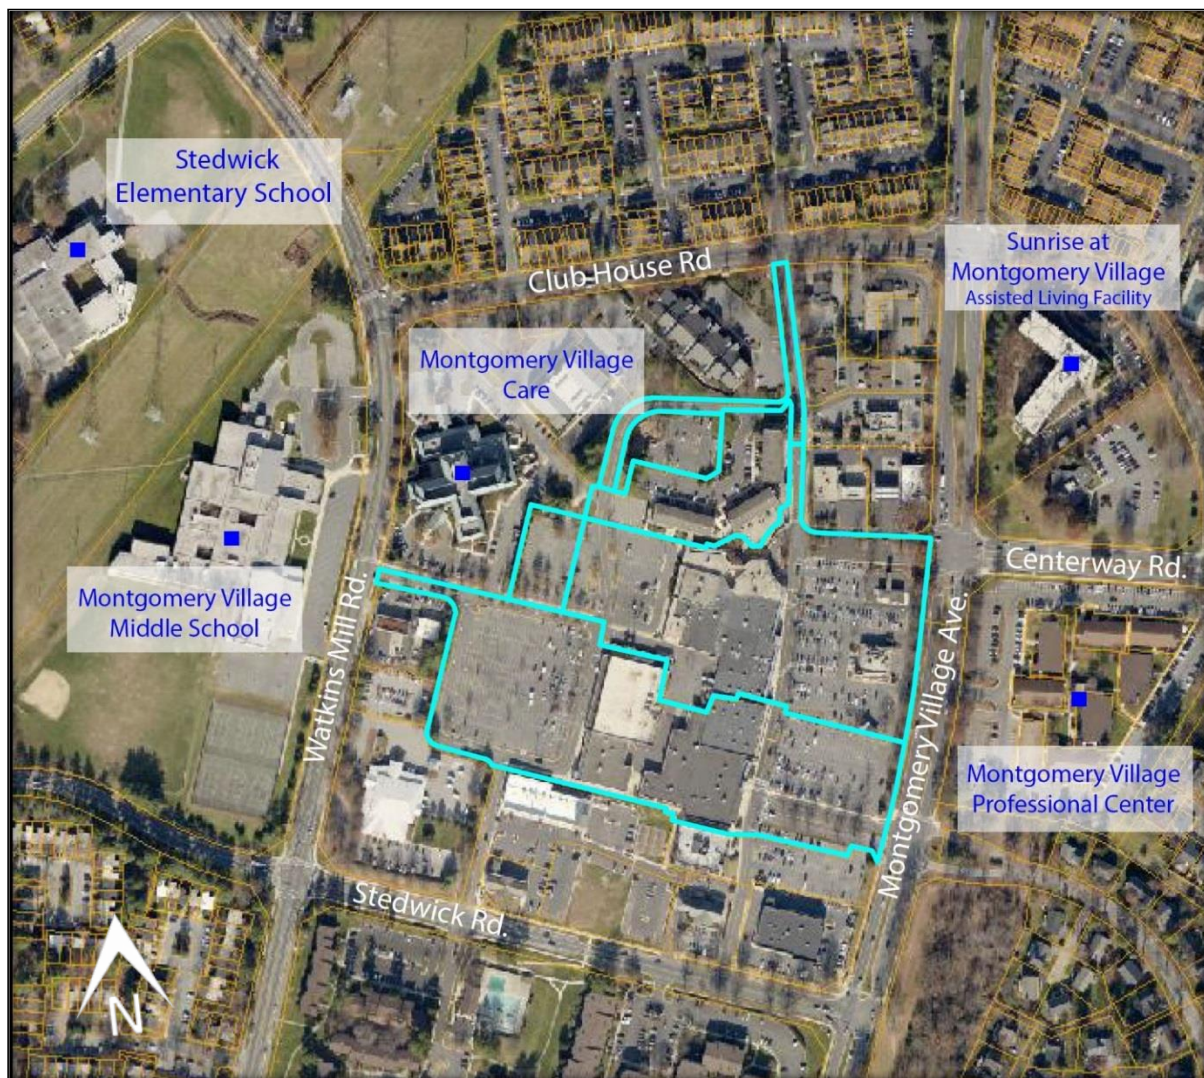 Stedwick
Elementary School
Sunrise at
Montgomery Village
Assisted Living Facility
Club House Rd
Montgomery Village
Care
Centerway Rd.
Montgomery Village
Middle School
Watkins Mill Rd.
Montgomery Village Ave.
Montgomery Village
Professional Center
Stedwick Rd.
N